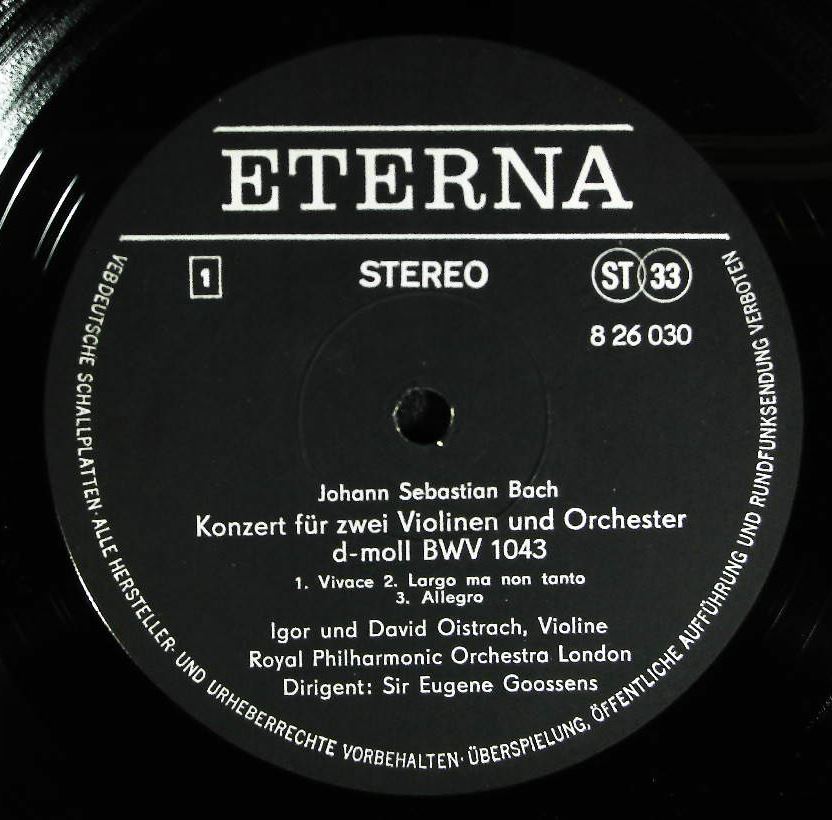 ETERNA
1
STEREO
ST 33
8 26 030
Johann Sebastian Bach
Konzert für zwei Violinen und Orchester
d-moll BWV 1043
1. Vivace 2. Largo ma non tanto
3. Allegro
Igor und David Oistrach, Violine
Royal Philharmonic Orchestra London
Dirigent: Sir Eugene Goossens
VEB DEUTSCHE SCHALLPLATTEN · ALLE HERSTELLER- UND URHEBERRECHTE VORBEHALTEN · ÜBERSPIELUNG, ÖFFENTLICHE AUFFÜHRUNG UND RUNDFUNKSENDUNG VERBOTEN